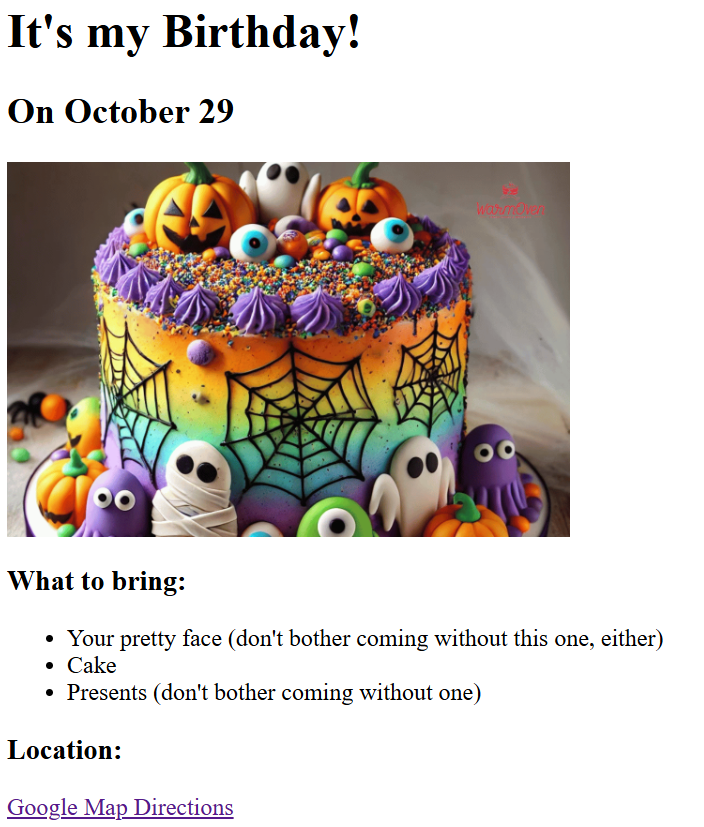 It's my Birthday!
On October 29
warmOven
What to bring:
Your pretty face (don't bother coming without this one, either)
Cake
Presents (don't bother coming without one)
Location:
Google Map Directions